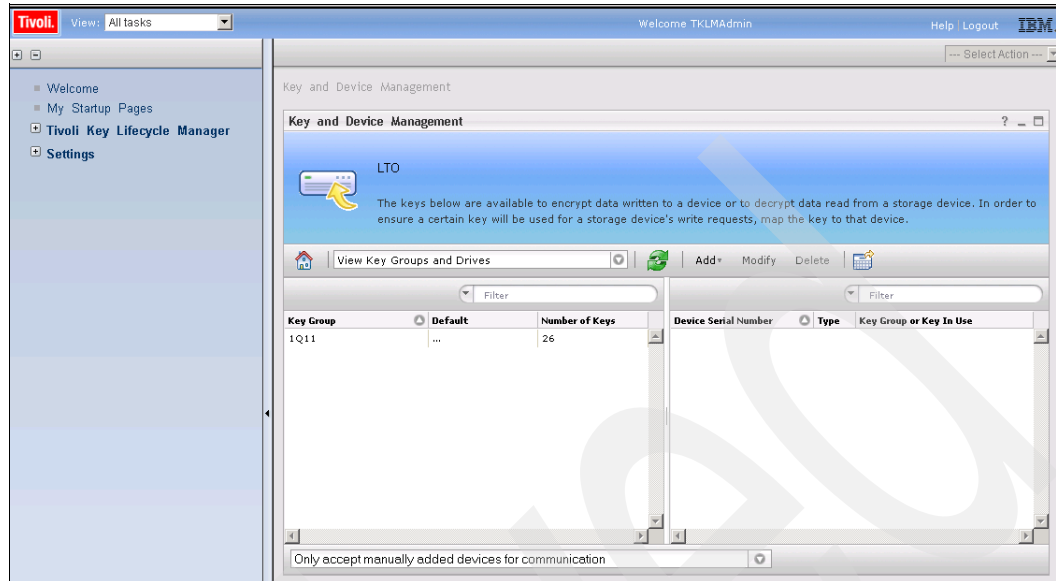 Tivoli. View: All tasks Welcome TKLMAdmin Help Logout IBM.
--- Select Action ---
Welcome
My Startup Pages
Tivoli Key Lifecycle Manager
Settings
Key and Device Management
Key and Device Management ?
LTO
The keys below are available to encrypt data written to a device or to decrypt data read from a storage device. In order to
ensure a certain key will be used for a storage device's write requests, map the key to that device.
View Key Groups and Drives Add Modify Delete
Filter
Key Group Default Number of Keys
1Q11 ... 26
Filter
Device Serial Number Type Key Group or Key In Use
Only accept manually added devices for communication